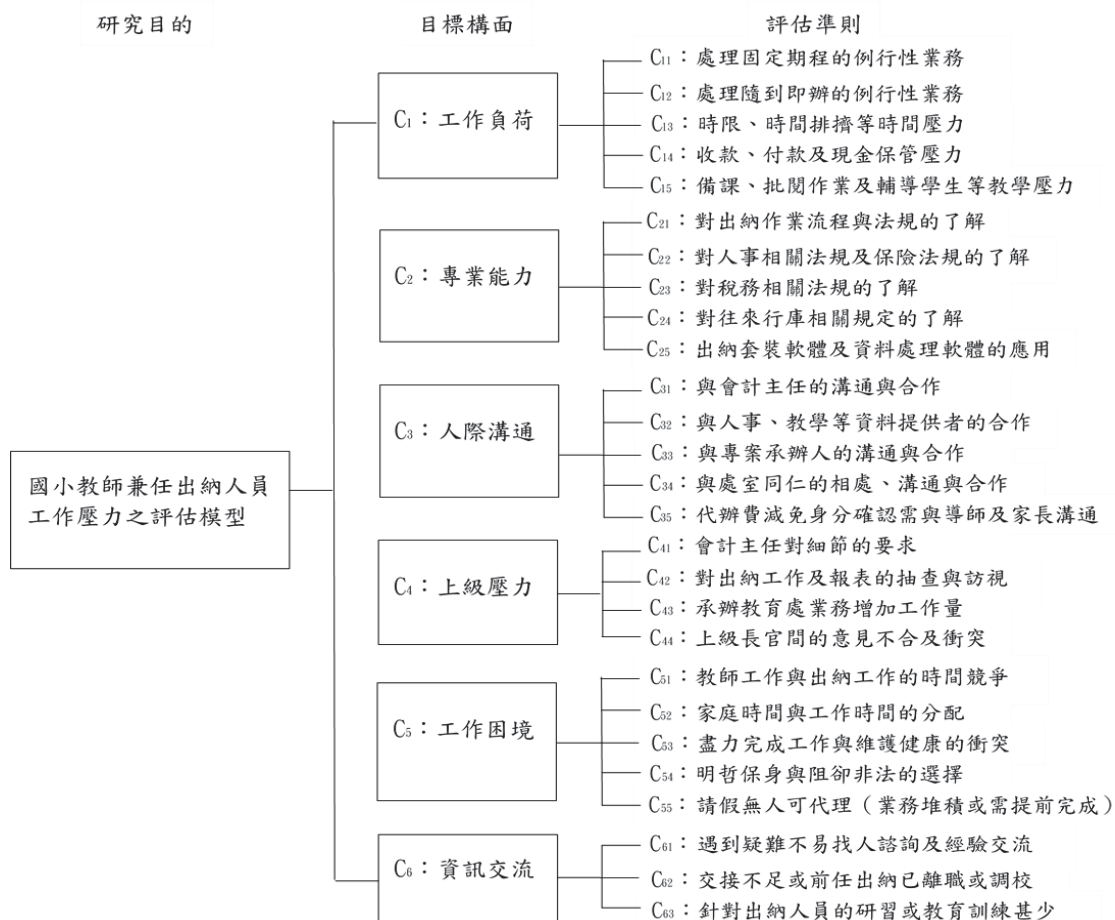 研究目的 目標構面 評估準則
國小教師兼任出納人員
工作壓力之評估模型
C₁：工作負荷
C₁₁：處理固定期程的例行性業務
C₁₂：處理隨到即辦的例行性業務
C₁₃：時限、時間排擠等時間壓力
C₁₄：收款、付款及現金保管壓力
C₁₅：備課、批閱作業及輔導學生等教學壓力
C₂：專業能力
C₂₁：對出納作業流程與法規的了解
C₂₂：對人事相關法規及保險法規的了解
C₂₃：對稅務相關法規的了解
C₂₄：對往來行庫相關規定的了解
C₂₅：出納套裝軟體及資料處理軟體的應用
C₃：人際溝通
C₃₁：與會計主任的溝通與合作
C₃₂：與人事、教學等資料提供者的合作
C₃₃：與專案承辦人的溝通與合作
C₃₄：與處室同仁的相處、溝通與合作
C₃₅：代辦費減免身分確認需與導師及家長溝通
C₄：上級壓力
C₄₁：會計主任對細節的要求
C₄₂：對出納工作及報表的抽查與訪視
C₄₃：承辦教育處業務增加工作量
C₄₄：上級長官間的意見不合及衝突
C₅：工作困境
C₅₁：教師工作與出納工作的時間競爭
C₅₂：家庭時間與工作時間的分配
C₅₃：盡力完成工作與維護健康的衝突
C₅₄：明哲保身與阻卻非法的選擇
C₅₅：請假無人可代理（業務堆積或需提前完成）
C₆：資訊交流
C₆₁：遇到疑難不易找人諮詢及經驗交流
C₆₂：交接不足或前任出納已離職或調校
C₆₃：針對出納人員的研習或教育訓練甚少